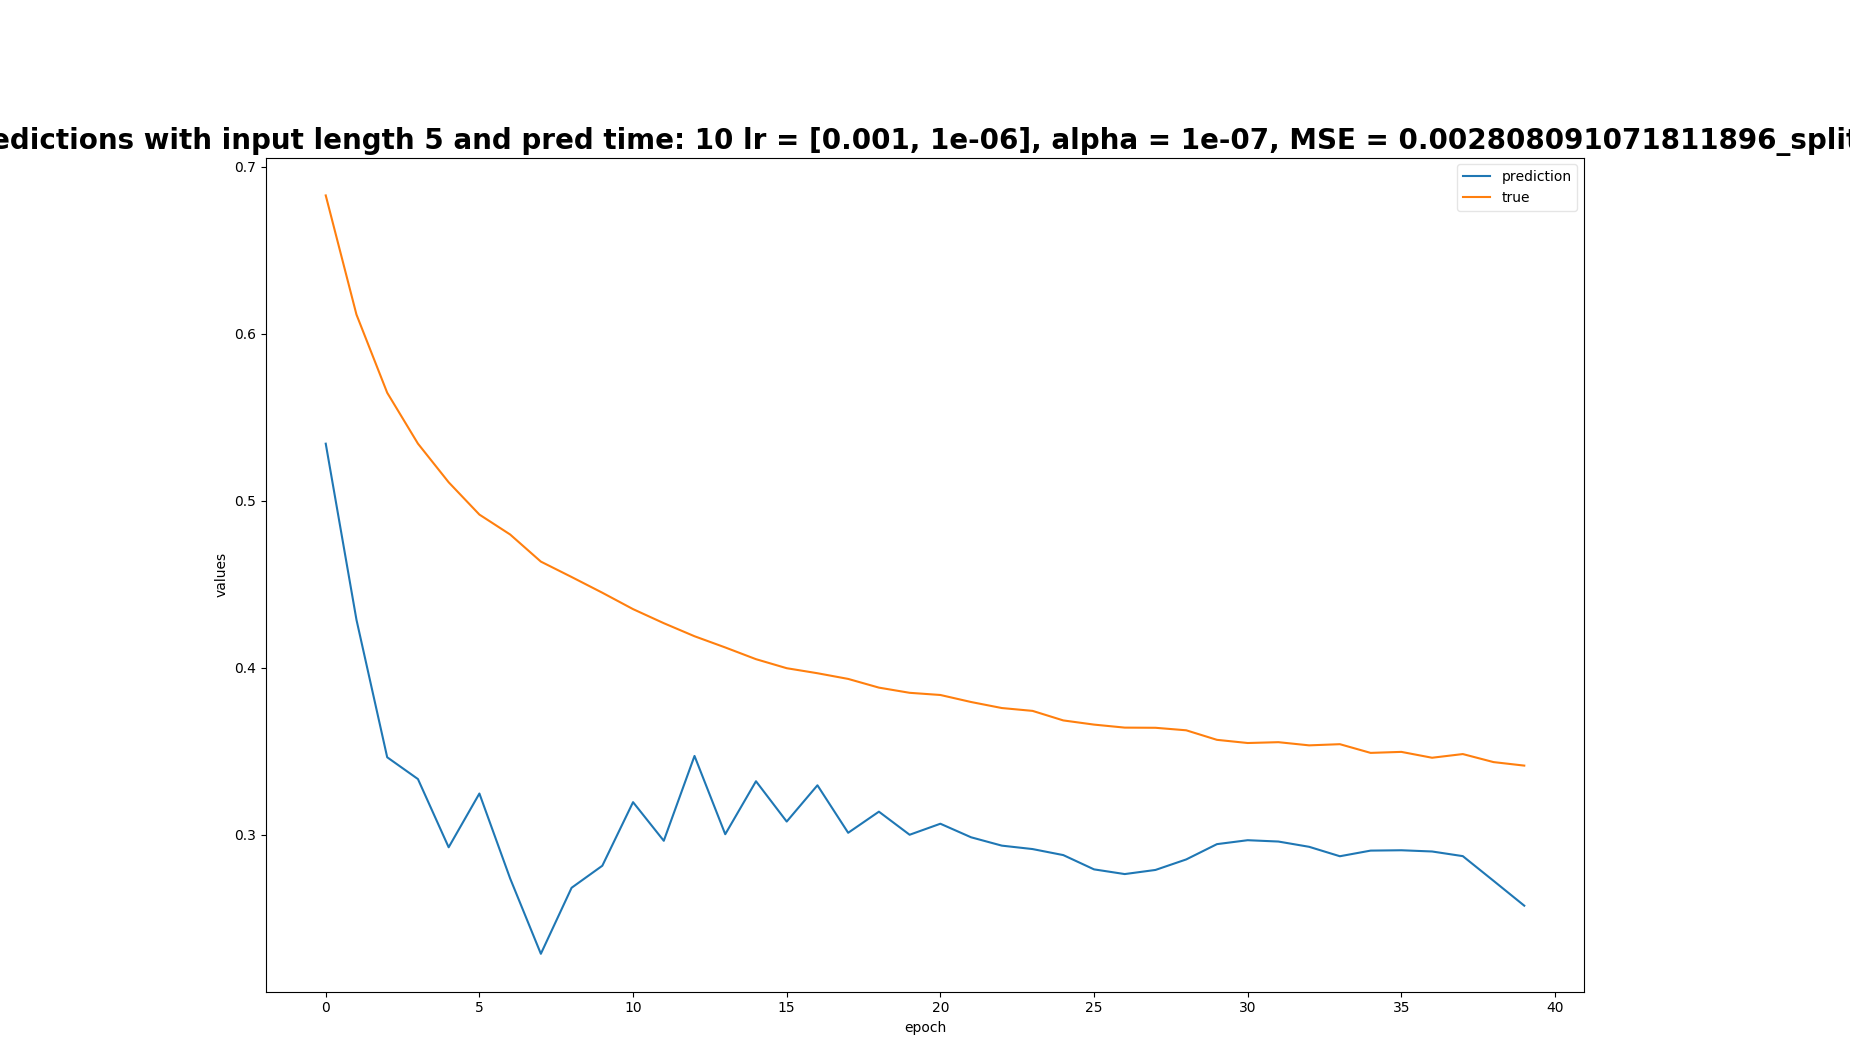 edictions with input length 5 and pred time: 10 lr = [0.001, 1e-06], alpha = 1e-07, MSE = 0.002808091071811896_split
prediction
true
0.7
0.6
0.5
0.4
0.3
values
0 5 10 15 20 25 30 35 40
epoch